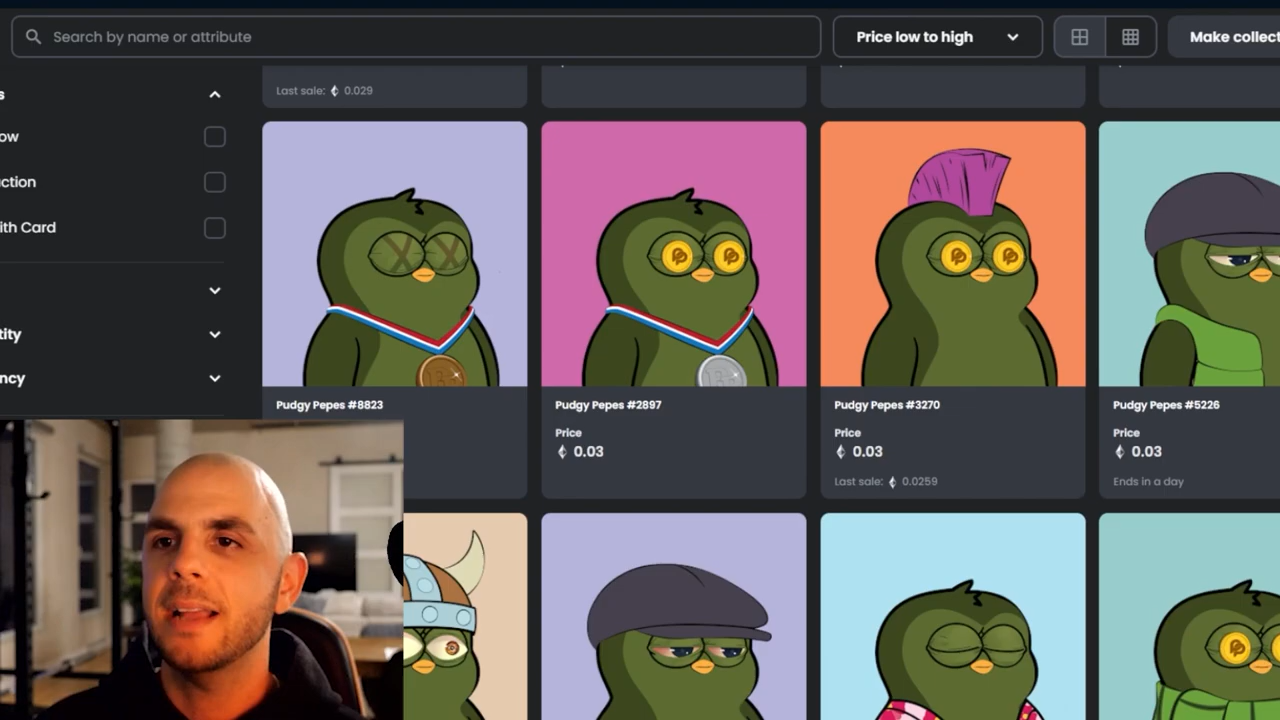 Search by name or attribute
Price low to high
Make collect
s
ow
ction
ith Card
tity
ncy
Last sale: 0.029
Pudgy Pepes #8823
Pudgy Pepes #2897
Price
0.03
Pudgy Pepes #3270
Price
0.03
Last sale: 0.0259
Pudgy Pepes #5226
Price
0.03
Ends in a day